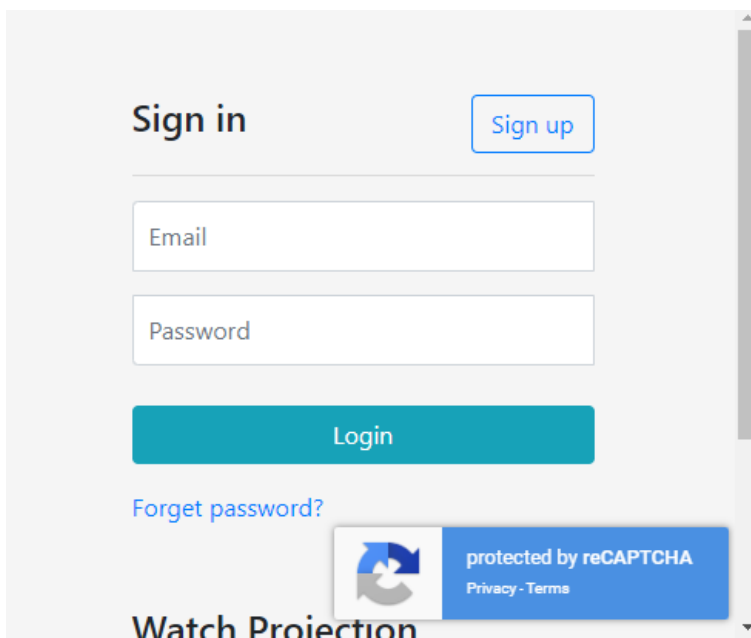 Sign in
Sign up
Email
Password
Login
Forget password?
protected by reCAPTCHA
Privacy - Terms
Watch Projection